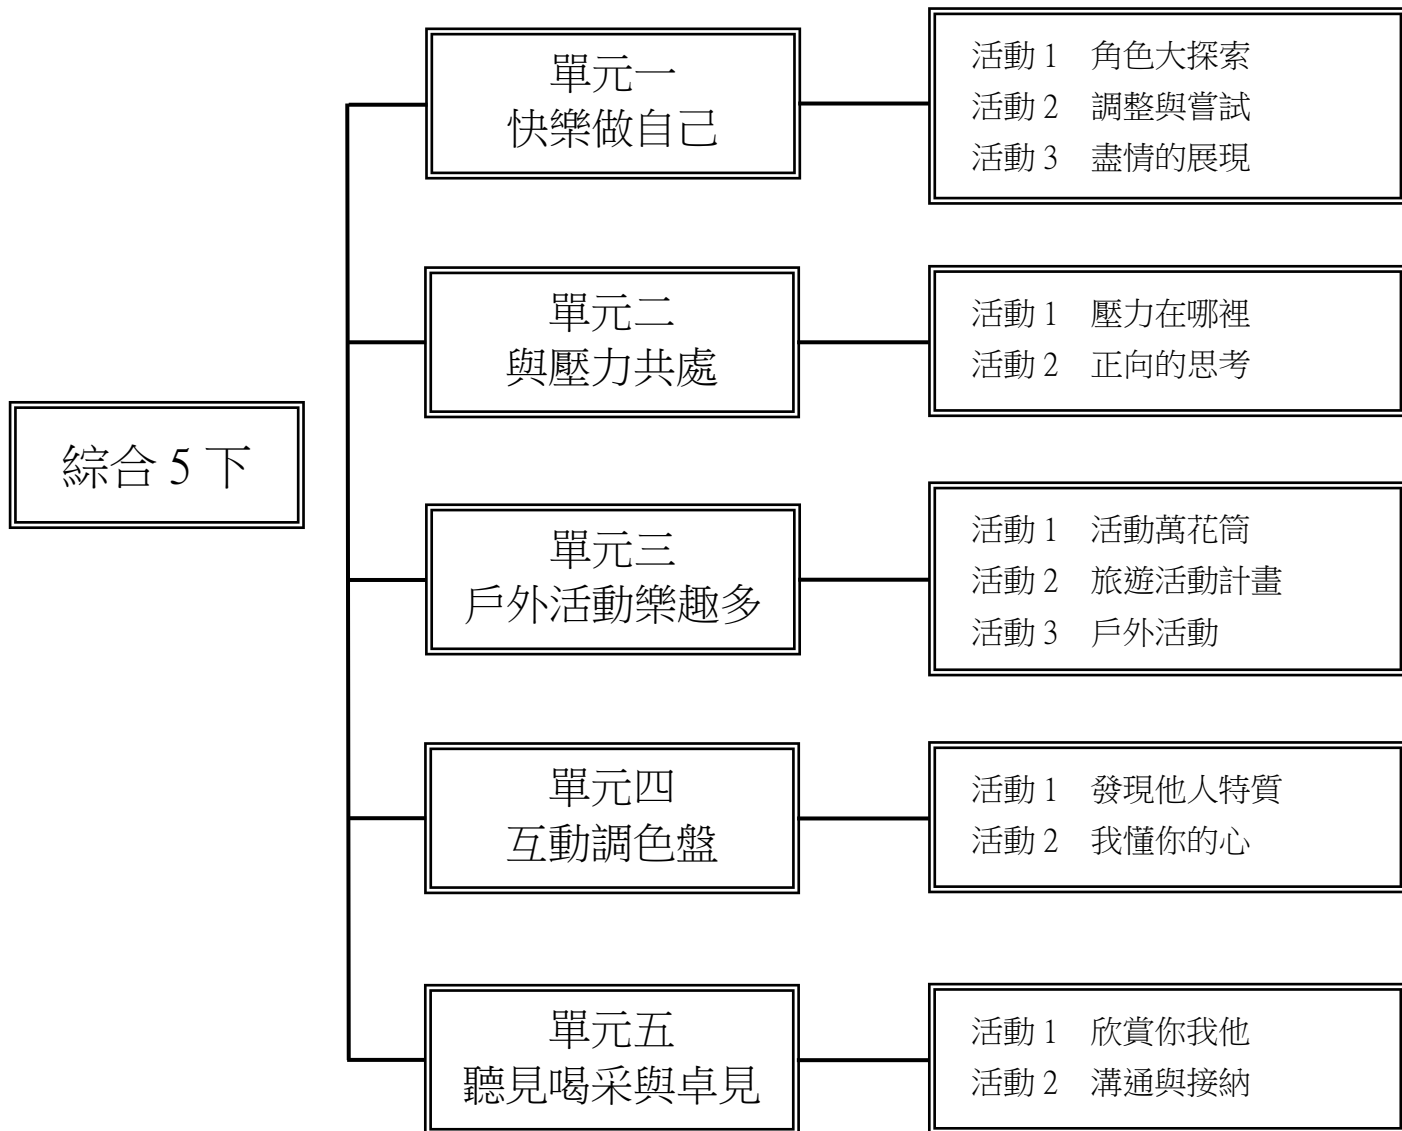 綜合 5 下
單元一
快樂做自己
活動 1　角色大探索
活動 2　調整與嘗試
活動 3　盡情的展現
單元二
與壓力共處
活動 1　壓力在哪裡
活動 2　正向的思考
單元三
戶外活動樂趣多
活動 1　活動萬花筒
活動 2　旅遊活動計畫
活動 3　戶外活動
單元四
互動調色盤
活動 1　發現他人特質
活動 2　我懂你的心
單元五
聽見喝采與卓見
活動 1　欣賞你我他
活動 2　溝通與接納